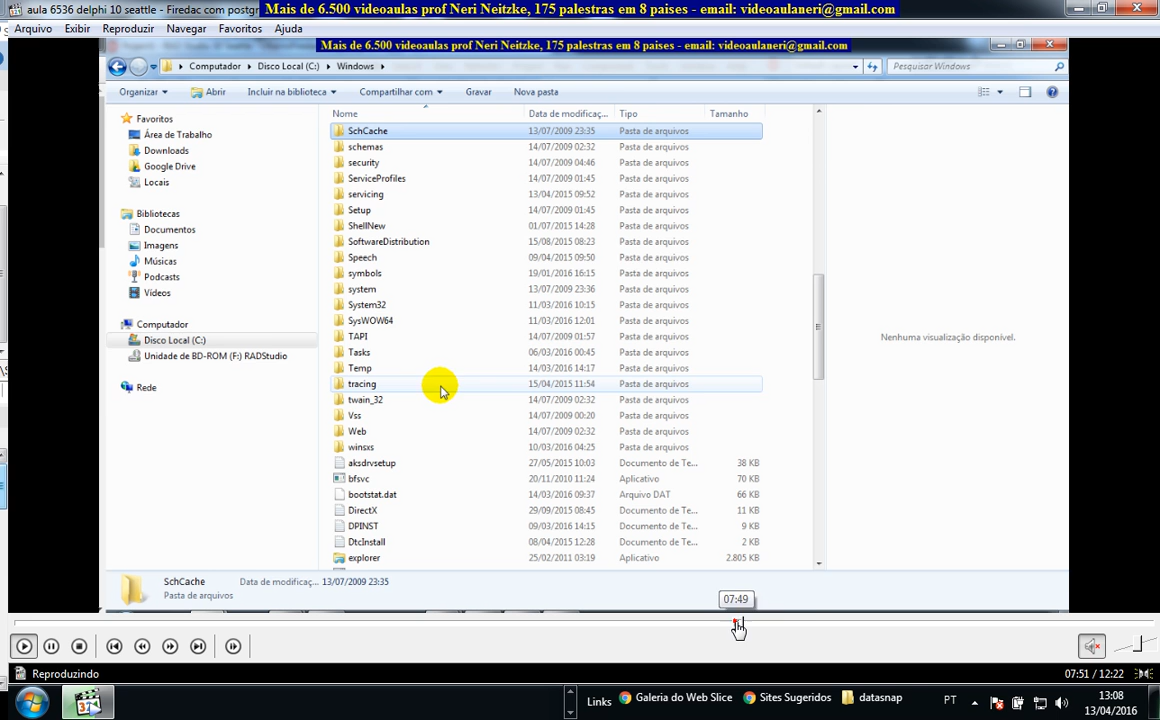 aula 6536 delphi 10 seattle - Firedac com postgr
Mais de 6.500 videoaulas prof Neri Neitzke, 175 palestras em 8 paises - email: videoaulaneri@gmail.com
Arquivo Exibir Reproduzir Navegar Favoritos Ajuda
Mais de 6.500 videoaulas prof Neri Neitzke, 175 palestras em 8 paises - email: videoaulaneri@gmail.com
Computador Disco Local (C:) Windows
Pesquisar Windows
Organizar Abrir Incluir na biblioteca Compartilhar com Gravar Nova pasta
Favoritos
Área de Trabalho
Downloads
Google Drive
Locais
Bibliotecas
Documentos
Imagens
Músicas
Podcasts
Vídeos
Computador
Disco Local (C:)
Unidade de BD-ROM (F:) RADStudio
Rede
Nome Data de modificaç... Tipo Tamanho
SchCache 13/07/2009 23:35 Pasta de arquivos
schemas 14/07/2009 02:32 Pasta de arquivos
security 14/07/2009 04:46 Pasta de arquivos
ServiceProfiles 14/07/2009 01:45 Pasta de arquivos
servicing 13/04/2015 09:52 Pasta de arquivos
Setup 14/07/2009 01:45 Pasta de arquivos
ShellNew 01/07/2015 14:28 Pasta de arquivos
SoftwareDistribution 15/08/2015 08:23 Pasta de arquivos
Speech 09/04/2015 09:50 Pasta de arquivos
symbols 19/01/2016 16:15 Pasta de arquivos
system 13/07/2009 23:36 Pasta de arquivos
System32 11/03/2016 10:15 Pasta de arquivos
SysWOW64 11/03/2016 12:01 Pasta de arquivos
TAPI 14/07/2009 01:57 Pasta de arquivos
Tasks 06/03/2016 00:45 Pasta de arquivos
Temp 14/03/2016 14:17 Pasta de arquivos
tracing 15/04/2015 11:54 Pasta de arquivos
twain_32 14/07/2009 02:32 Pasta de arquivos
Vss 14/07/2009 00:20 Pasta de arquivos
Web 14/07/2009 02:32 Pasta de arquivos
winsxs 10/03/2016 04:25 Pasta de arquivos
aksdrvsetup 27/05/2015 10:03 Documento de Te... 38 KB
bfsvc 20/11/2010 11:24 Aplicativo 70 KB
bootstat.dat 14/03/2016 09:37 Arquivo DAT 66 KB
DirectX 29/09/2015 08:45 Documento de Te... 11 KB
DPINST 09/03/2016 14:15 Documento de Te... 9 KB
DtcInstall 08/04/2015 12:28 Documento de Te... 2 KB
explorer 25/02/2011 03:19 Aplicativo 2.805 KB
Nenhuma visualização disponível.
SchCache Data de modificaç... 13/07/2009 23:35
Pasta de arquivos
07:49
Reproduzindo
07:51 / 12:22
Links Galeria do Web Slice Sites Sugeridos datasnap
PT
13:08
13/04/2016